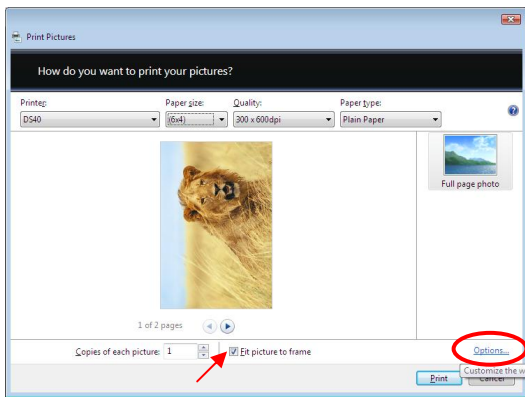 Print Pictures
How do you want to print your pictures?
Printer: Paper size: Quality: Paper type:
DS40 (6x4) 300 x 600dpi Plain Paper
Full page photo
1 of 2 pages
Copies of each picture: 1 Fit picture to frame Options...
Customize the w
Print Cancel